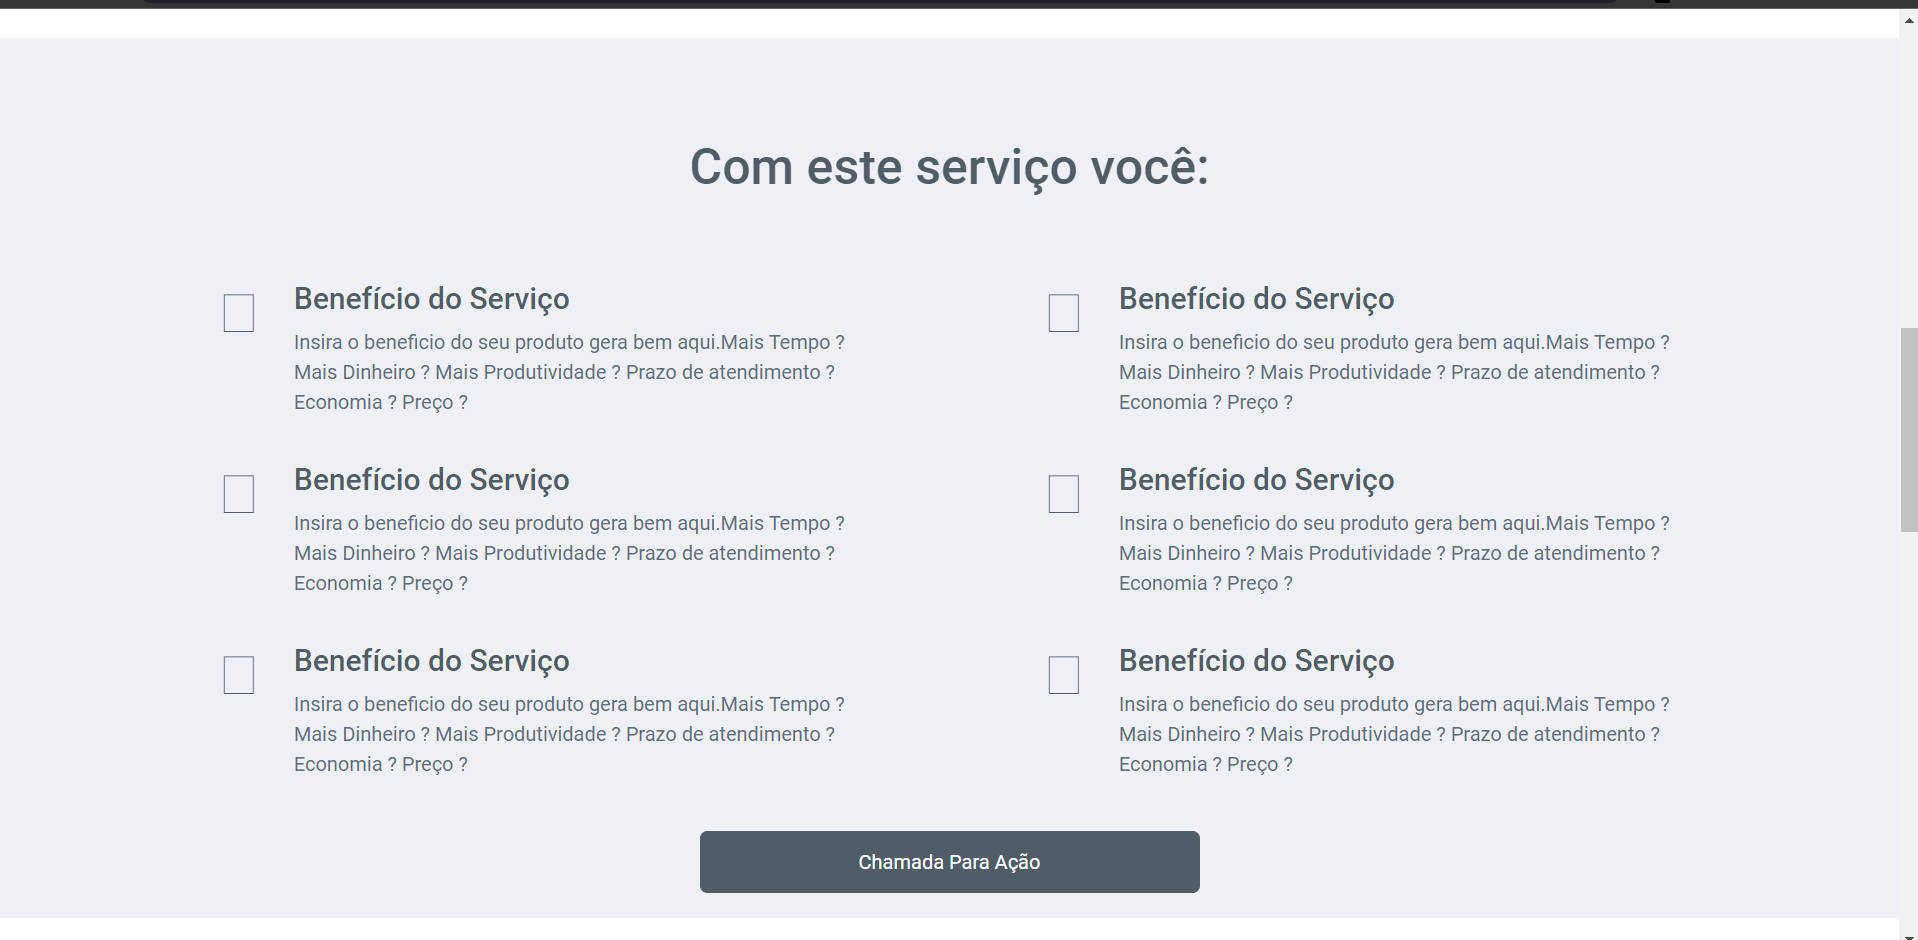 Com este serviço você:
Benefício do Serviço
Insira o beneficio do seu produto gera bem aqui.Mais Tempo ?
Mais Dinheiro ? Mais Produtividade ? Prazo de atendimento ?
Economia ? Preço ?
Benefício do Serviço
Insira o beneficio do seu produto gera bem aqui.Mais Tempo ?
Mais Dinheiro ? Mais Produtividade ? Prazo de atendimento ?
Economia ? Preço ?
Benefício do Serviço
Insira o beneficio do seu produto gera bem aqui.Mais Tempo ?
Mais Dinheiro ? Mais Produtividade ? Prazo de atendimento ?
Economia ? Preço ?
Benefício do Serviço
Insira o beneficio do seu produto gera bem aqui.Mais Tempo ?
Mais Dinheiro ? Mais Produtividade ? Prazo de atendimento ?
Economia ? Preço ?
Benefício do Serviço
Insira o beneficio do seu produto gera bem aqui.Mais Tempo ?
Mais Dinheiro ? Mais Produtividade ? Prazo de atendimento ?
Economia ? Preço ?
Benefício do Serviço
Insira o beneficio do seu produto gera bem aqui.Mais Tempo ?
Mais Dinheiro ? Mais Produtividade ? Prazo de atendimento ?
Economia ? Preço ?
Chamada Para Ação